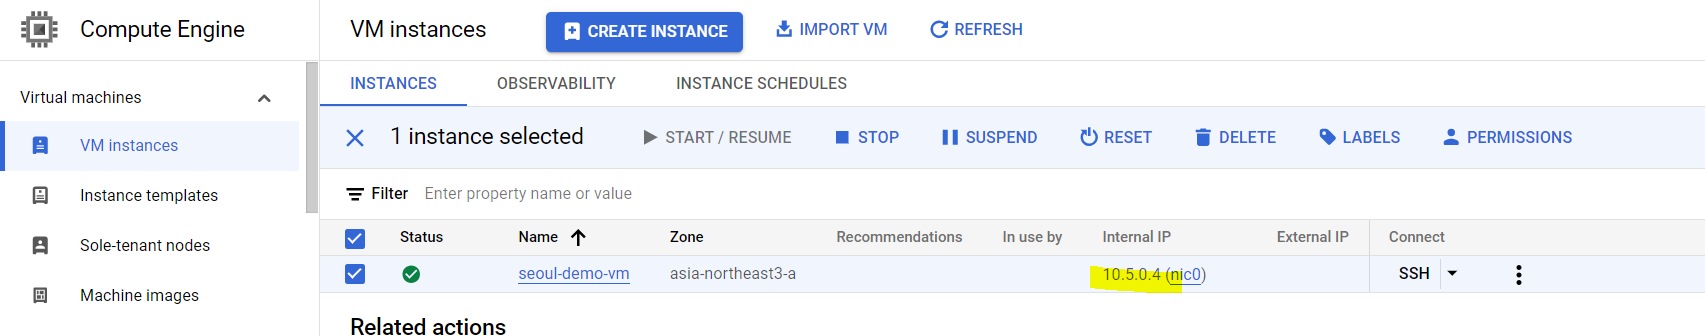 Compute Engine
VM instances
CREATE INSTANCE
IMPORT VM
REFRESH
Virtual machines
VM instances
Instance templates
Sole-tenant nodes
Machine images
INSTANCES
OBSERVABILITY
INSTANCE SCHEDULES
1 instance selected
START / RESUME
STOP
SUSPEND
RESET
DELETE
LABELS
PERMISSIONS
Filter Enter property name or value
Status Name Zone Recommendations In use by Internal IP External IP Connect
seoul-demo-vm asia-northeast3-a 10.5.0.4 (nic0) SSH
Related actions